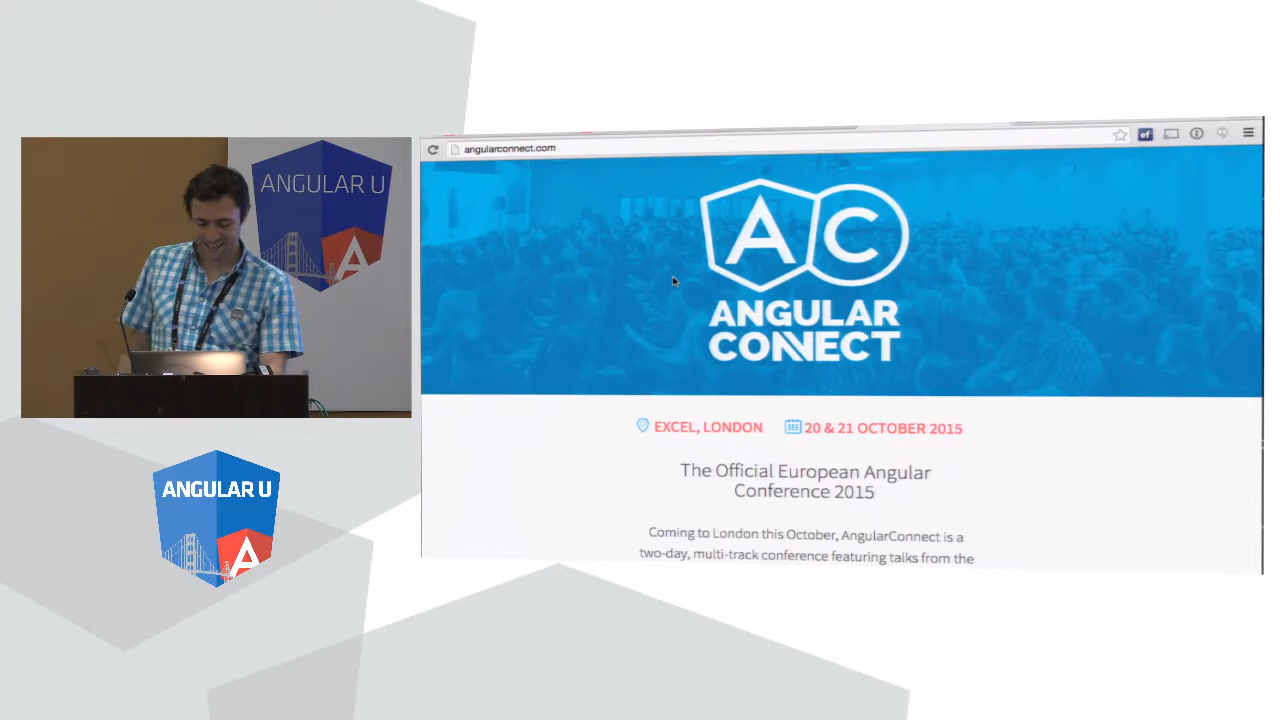 ANGULAR U
A
ANGULAR U
A
angularconnect.com
ef
AC
ANGULAR
CONNECT
EXCEL, LONDON
20 & 21 OCTOBER 2015
The Official European Angular
Conference 2015
Coming to London this October, AngularConnect is a
two-day, multi-track conference featuring talks from the